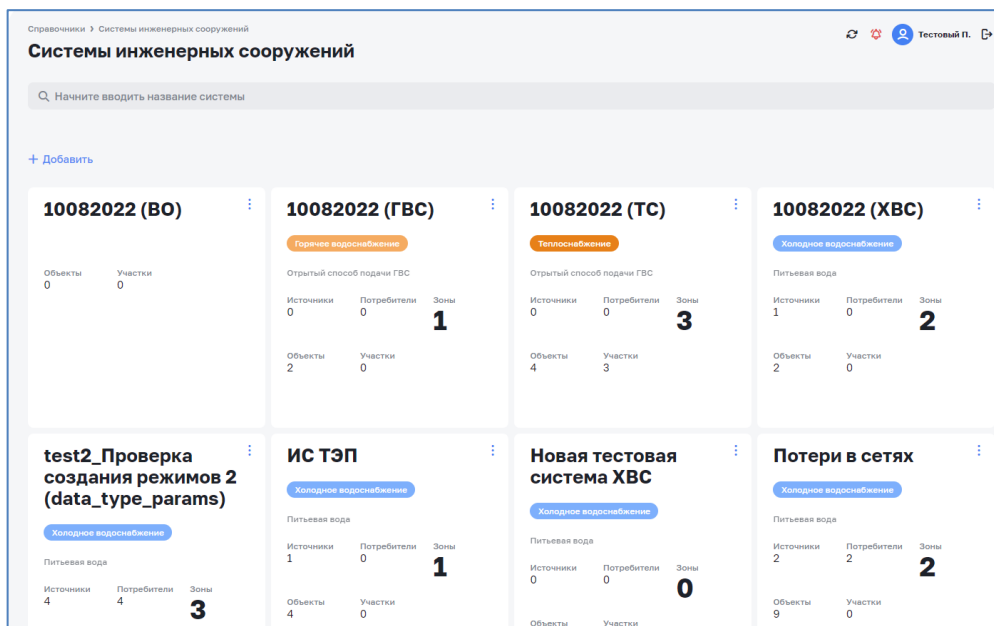 Справочники > Системы инженерных сооружений
Системы инженерных сооружений
Тестовый П.
Начните вводить название системы
+ Добавить
10082022 (ВО)
Объекты Участки
0 0
10082022 (ГВС)
Горячее водоснабжение
Отрытый способ подачи ГВС
Источники Потребители Зоны
0 0 1
Объекты Участки
2 0
10082022 (ТС)
Теплоснабжение
Отрытый способ подачи ГВС
Источники Потребители Зоны
0 0 3
Объекты Участки
4 3
10082022 (ХВС)
Холодное водоснабжение
Питьевая вода
Источники Потребители Зоны
1 0 2
Объекты Участки
2 0
test2_Проверка
создания режимов 2
(data_type_params)
Холодное водоснабжение
Питьевая вода
Источники Потребители Зоны
4 4 3
ИС ТЭП
Холодное водоснабжение
Питьевая вода
Источники Потребители Зоны
1 0 1
Объекты Участки
4 0
Новая тестовая
система ХВС
Холодное водоснабжение
Питьевая вода
Источники Потребители Зоны
0 0 0
Объекты Участки
Потери в сетях
Холодное водоснабжение
Питьевая вода
Источники Потребители Зоны
2 2 2
Объекты Участки
9 0